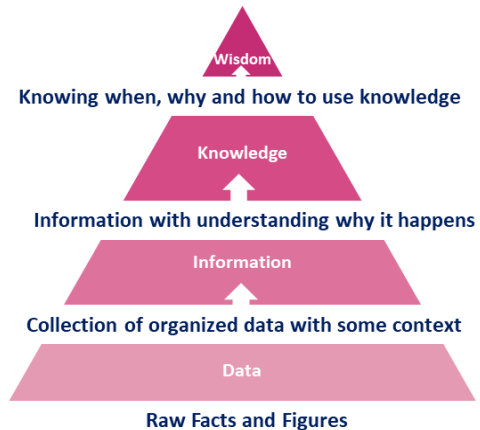 Wisdom
Knowing when, why and how to use knowledge
Knowledge
Information with understanding why it happens
Information
Collection of organized data with some context
Data
Raw Facts and Figures